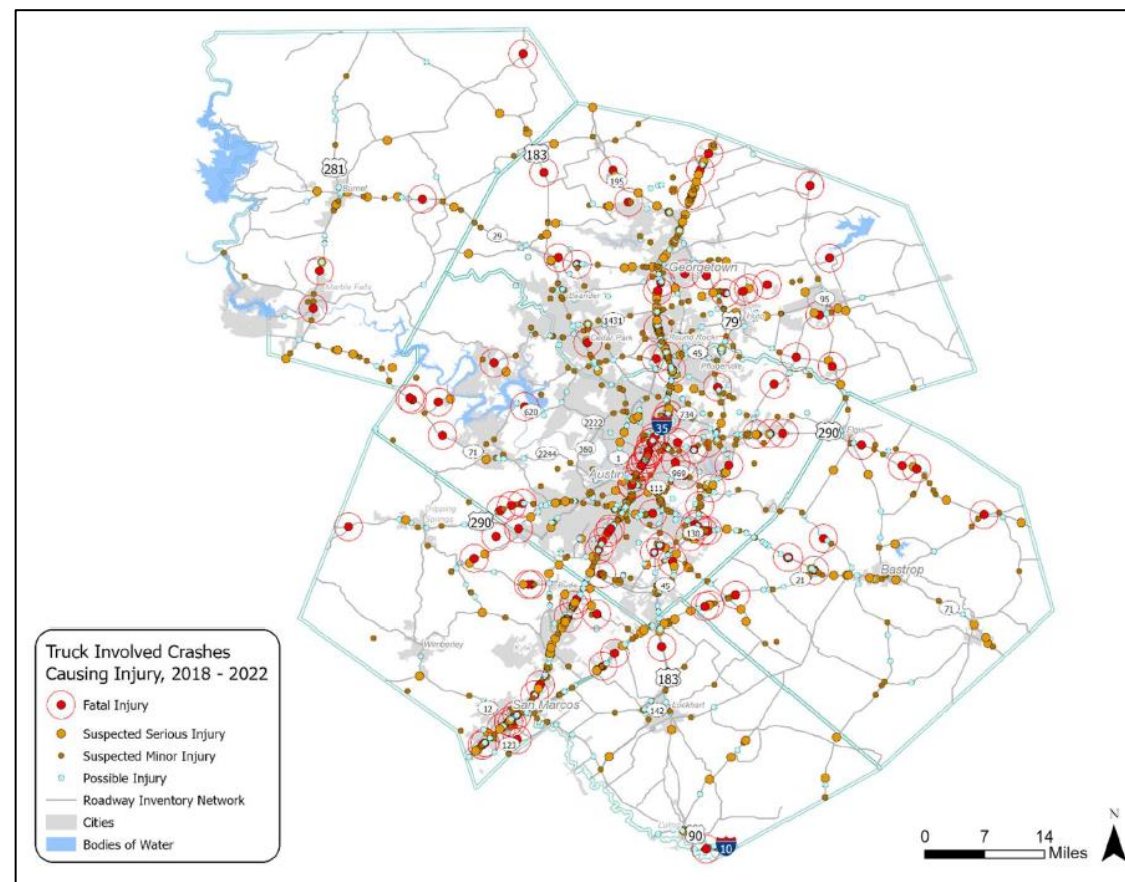 183
281
195
Burnet
29
Georgetown
Marble Falls
Leander
95
1431
79
Cedar Park
Round Rock
45
Pflugerville
620
2222
734
35
290
Elgin
71
2244
360
1
969
Austin
111
Dripping
Springs
290
130
Bastrop
21
45
71
Wimberley
Kyle
183
12
San Marcos
142
Lockhart
123
90
10
Truck Involved Crashes
Causing Injury, 2018 - 2022
Fatal Injury
Suspected Serious Injury
Suspected Minor Injury
Possible Injury
Roadway Inventory Network
Cities
Bodies of Water
0 7 14
Miles
N